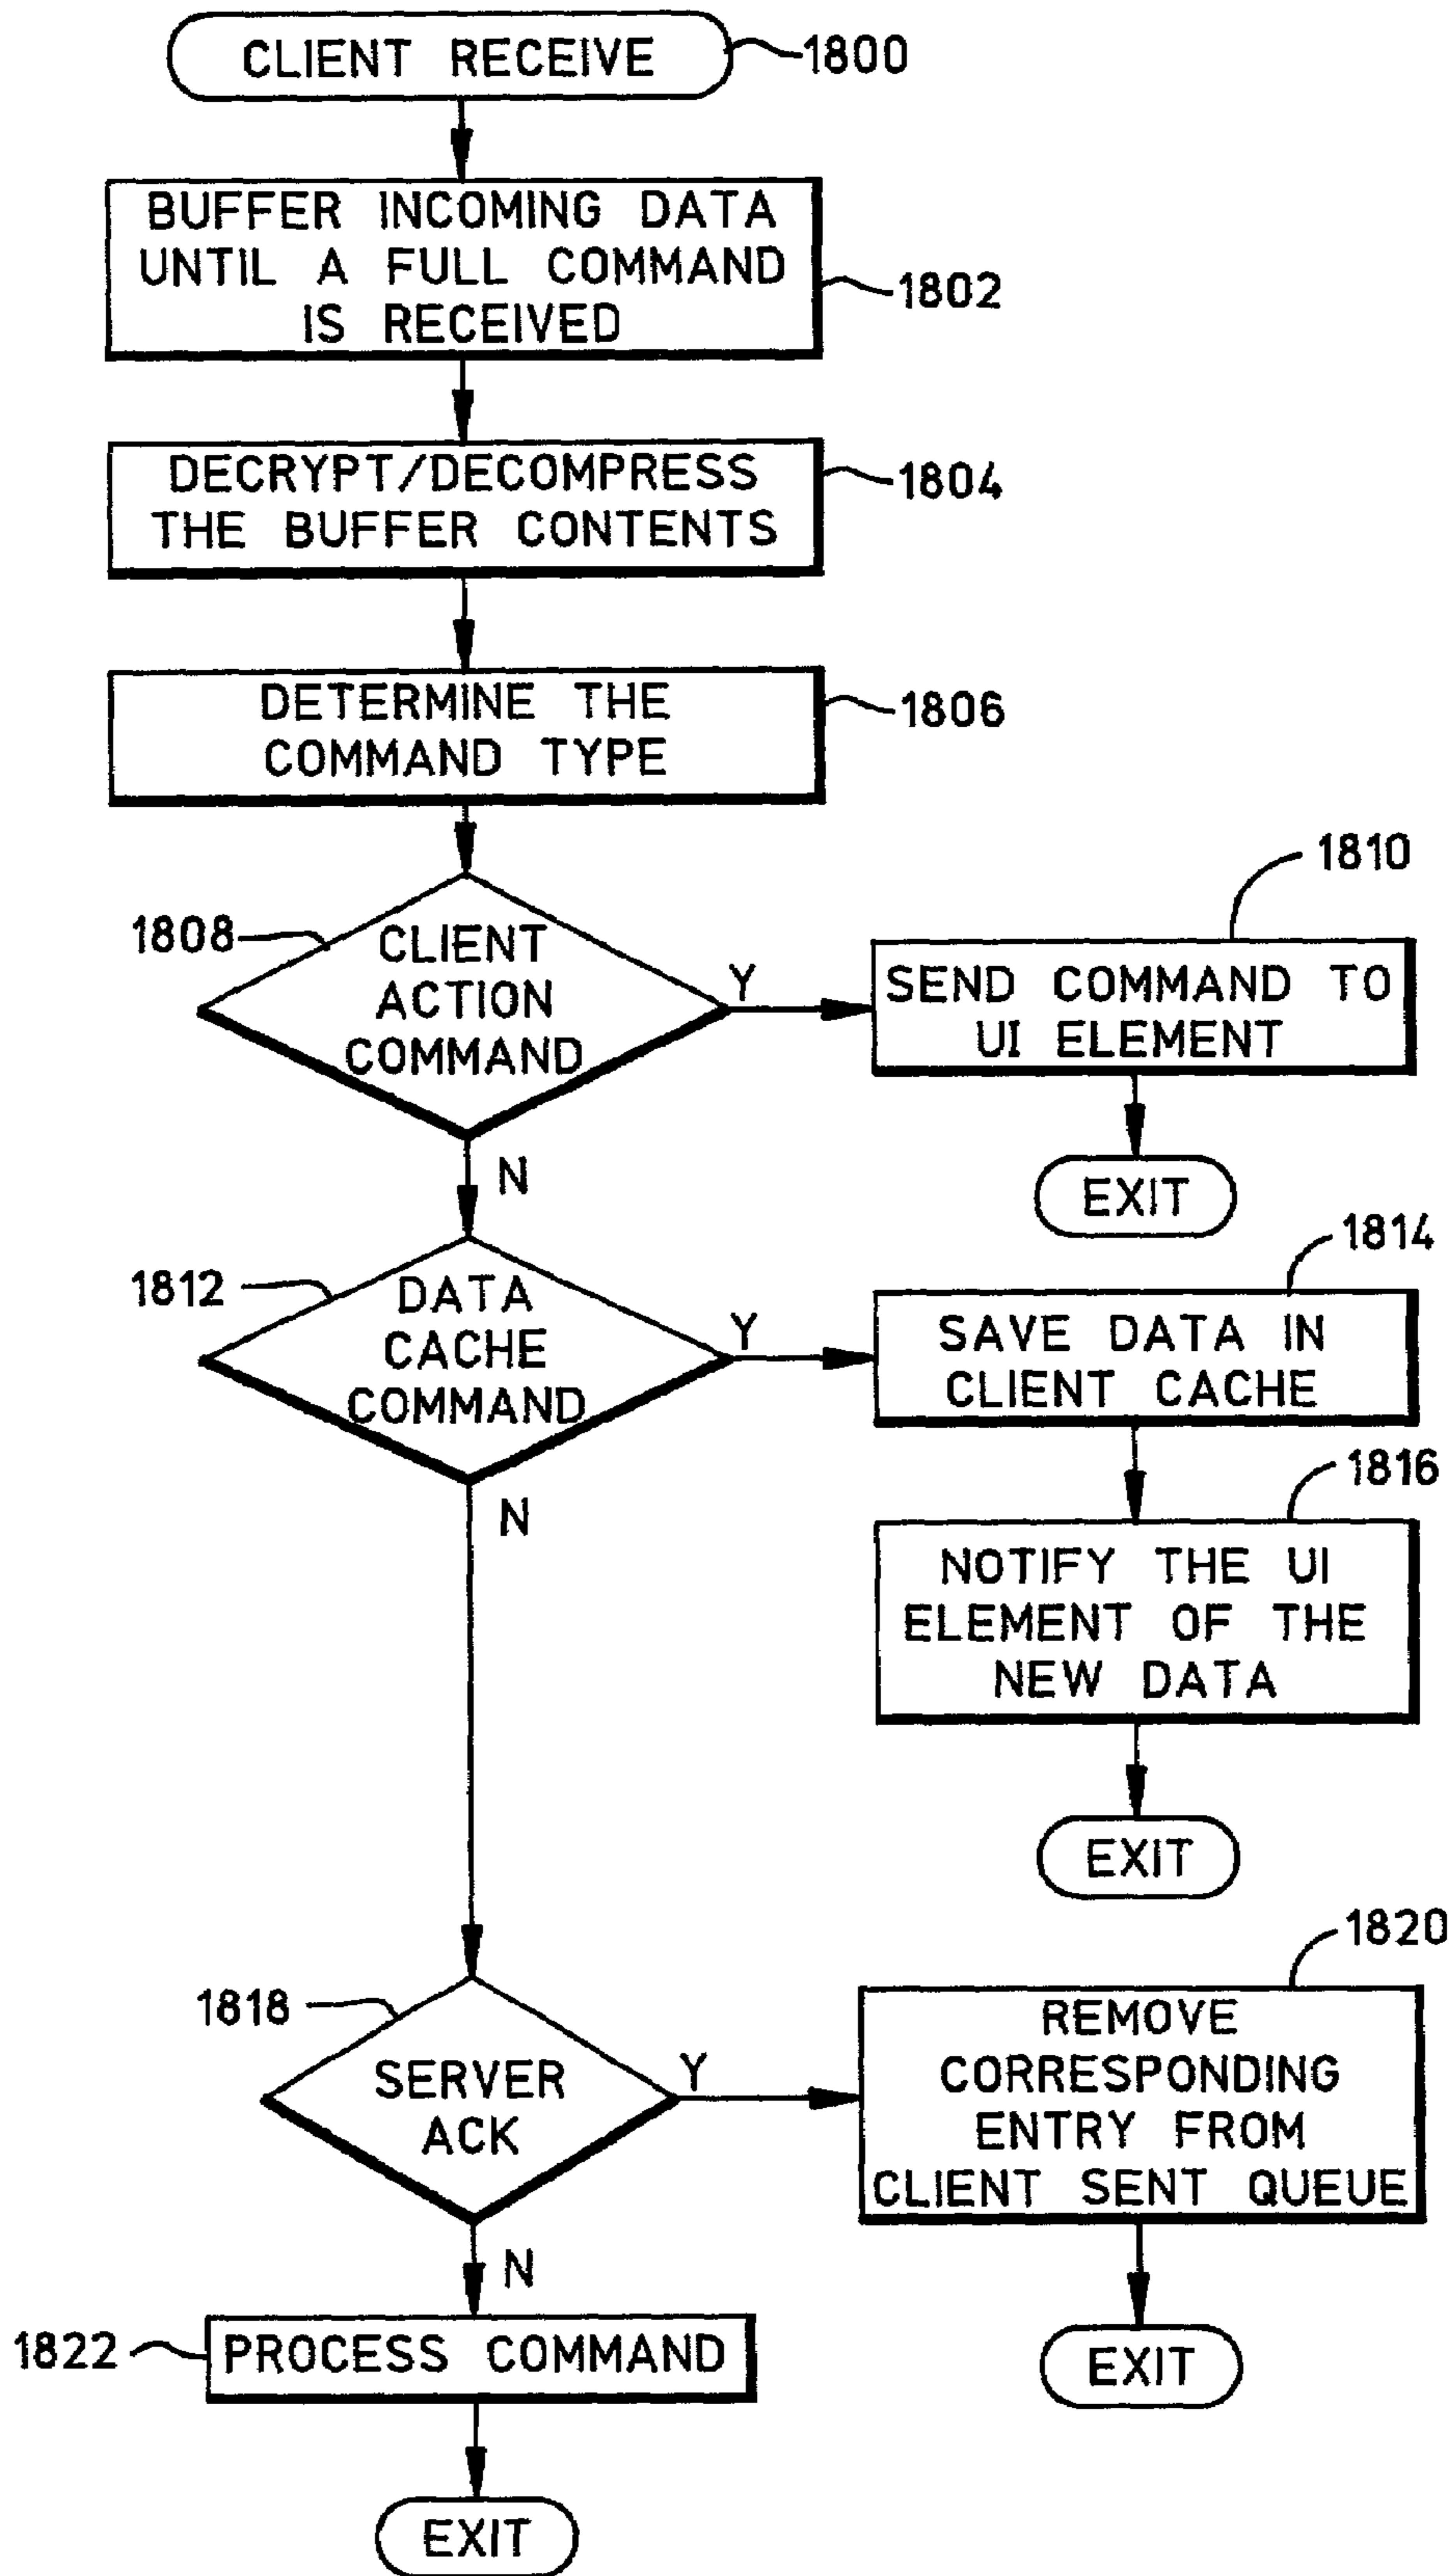 CLIENT RECEIVE
1800
BUFFER INCOMING DATA
UNTIL A FULL COMMAND
IS RECEIVED
1802
DECRYPT/DECOMPRESS
THE BUFFER CONTENTS
1804
DETERMINE THE
COMMAND TYPE
1806
1808
CLIENT
ACTION
COMMAND
Y
N
1810
SEND COMMAND TO
UI ELEMENT
EXIT
1812
DATA
CACHE
COMMAND
Y
N
1814
SAVE DATA IN
CLIENT CACHE
1816
NOTIFY THE UI
ELEMENT OF THE
NEW DATA
EXIT
1818
SERVER
ACK
Y
N
1820
REMOVE
CORRESPONDING
ENTRY FROM
CLIENT SENT QUEUE
EXIT
1822
PROCESS COMMAND
EXIT